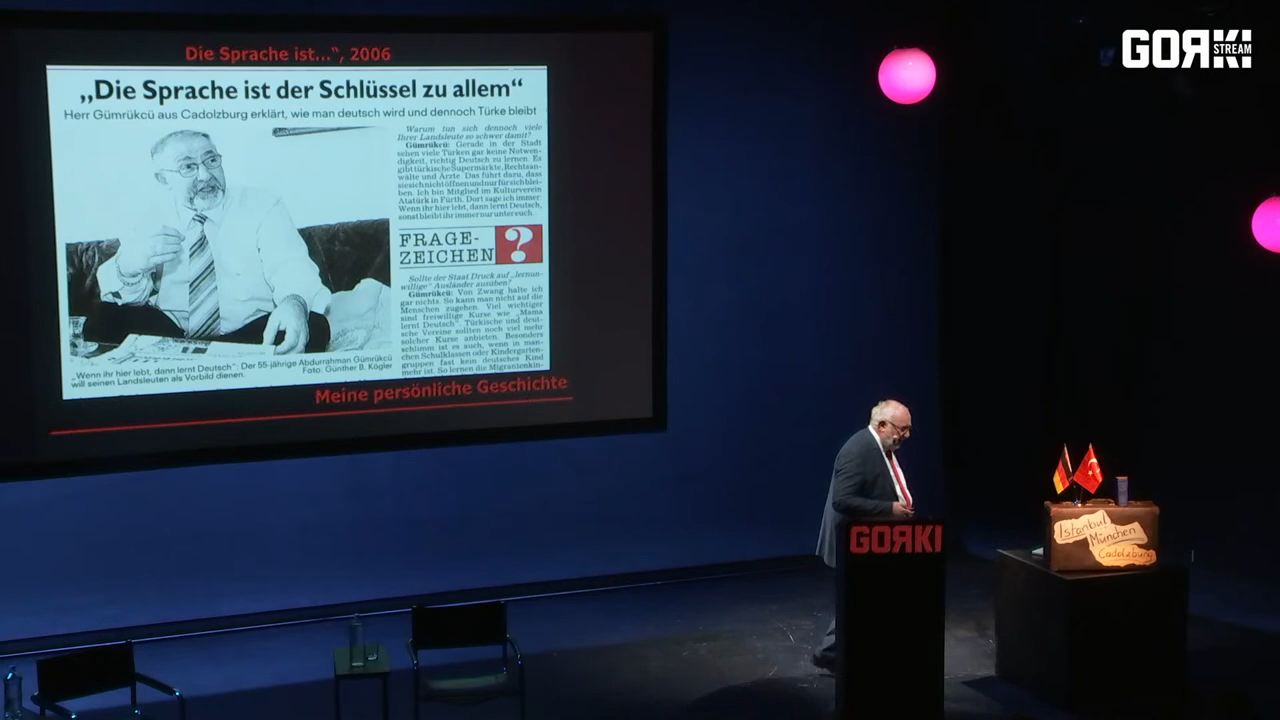 GORKI STREAM
Die Sprache ist...“, 2006
„Die Sprache ist der Schlüssel zu allem“
Herr Gümrükcü aus Cadolzburg erklärt, wie man deutsch wird und dennoch Türke bleibt
Warum tun sich dennoch viele
Ihrer Landsleute so schwer damit?
Gümrükcü: Gerade in der Stadt
sehen viele Türken gar keine Notwen-
digkeit, richtig Deutsch zu lernen. Es
gibt türkische Supermärkte, Rechtsan-
wälte und Ärzte. Das führt dazu, dass
sie sich nicht öffnen und nur für sich blei-
ben. Ich bin Mitglied im Kulturverein
Atatürk in Fürth. Dort sage ich immer:
Wenn ihr hier lebt, dann lernt Deutsch,
sonst bleibt ihr immer nur unter euch.
FRAGE-
ZEICHEN ?
Sollte der Staat Druck auf „lernun-
willige“ Ausländer ausüben?
Gümrükcü: Von Zwang halte ich
gar nichts. So kann man nicht auf die
Menschen zugehen. Viel wichtiger
sind freiwillige Kurse wie „Mama
lernt Deutsch“. Türkische und deut-
sche Vereine sollten noch viel mehr
solcher Kurse anbieten. Besonders
schlimm ist es auch, wenn in man-
chen Schulklassen oder Kindergarten-
gruppen fast kein deutsches Kind
mehr ist. So lernen die Migrantenkin-
„Wenn ihr hier lebt, dann lernt Deutsch“: Der 55-jährige Abdurrahman Gümrükcü
will seinen Landsleuten als Vorbild dienen.
Foto: Günther B. Kögler
Meine persönliche Geschichte
GORKI
Istanbul
München
Cadolzburg